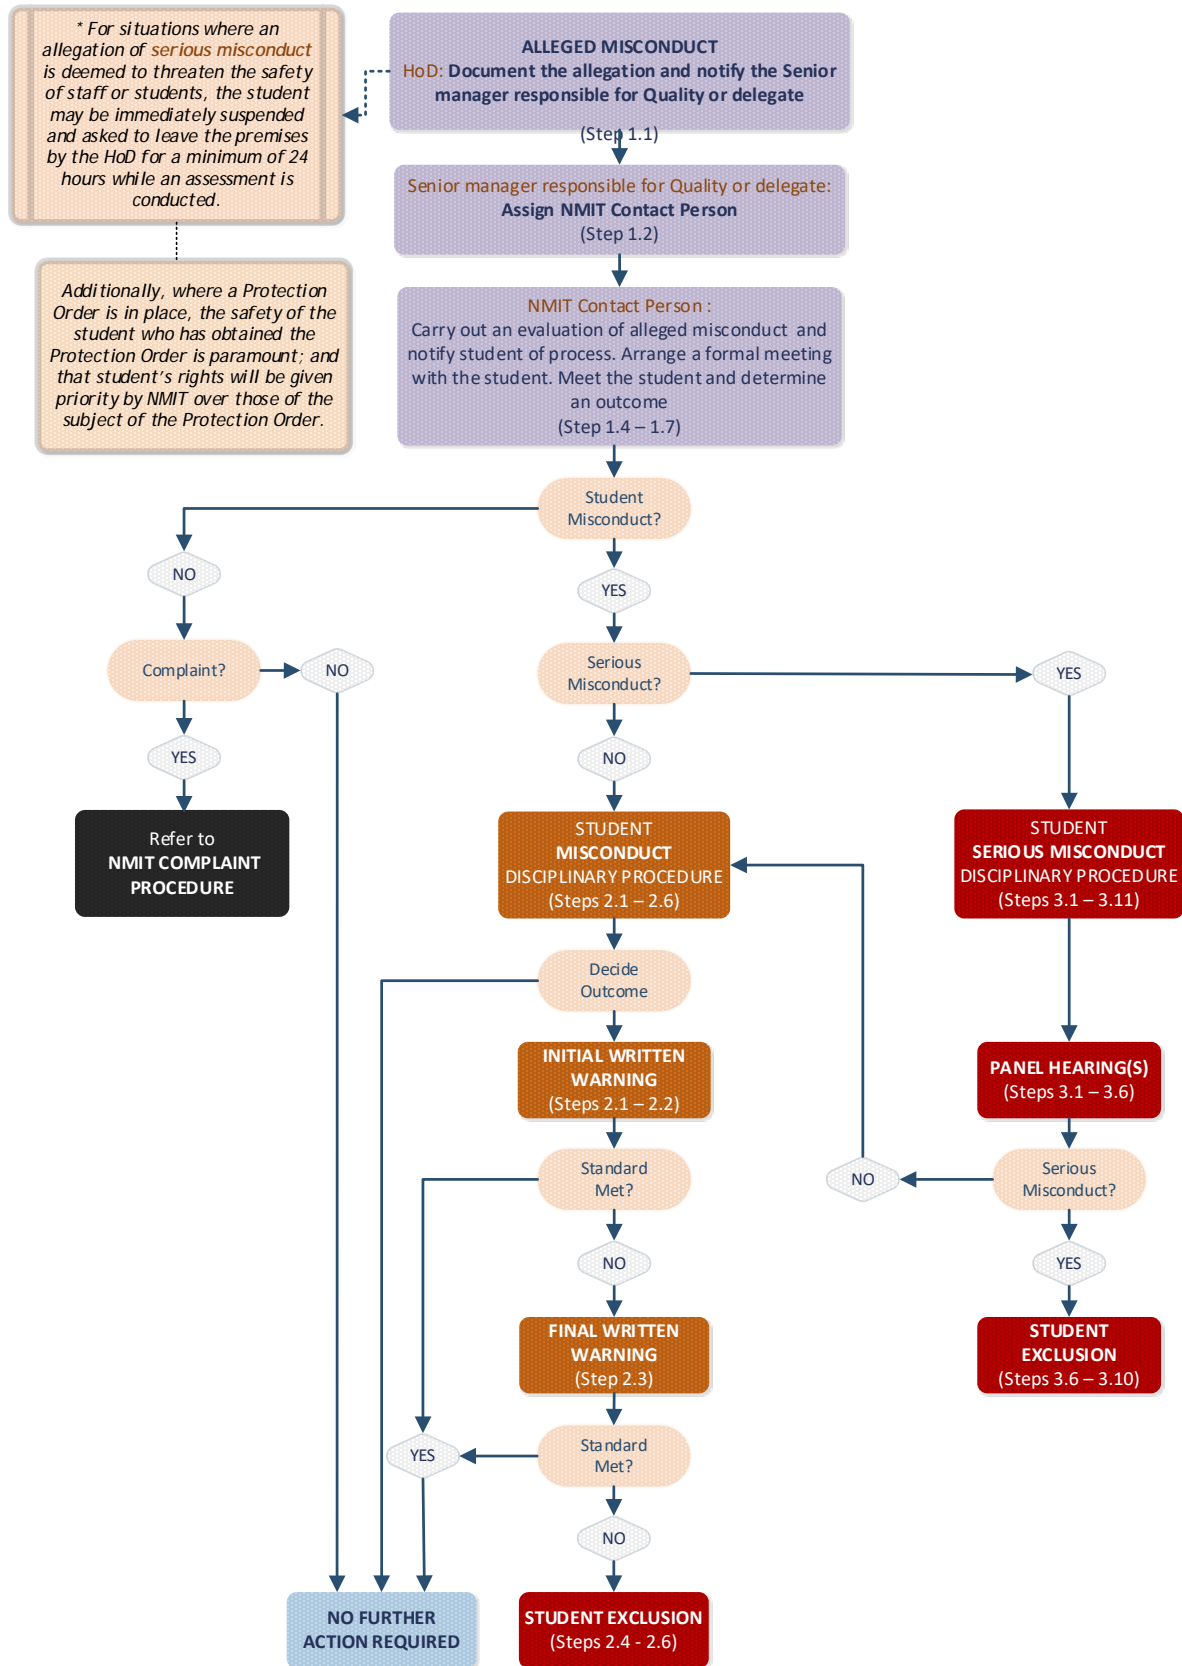 * For situations where an
allegation of serious misconduct
is deemed to threaten the safety
of staff or students, the student
may be immediately suspended
and asked to leave the premises
by the HoD for a minimum of 24
hours while an assessment is
conducted.
ALLEGED MISCONDUCT
HoD: Document the allegation and notify the Senior
manager responsible for Quality or delegate
(Step 1.1)
Senior manager responsible for Quality or delegate:
Assign NMIT Contact Person
(Step 1.2)
Additionally, where a Protection
Order is in place, the safety of the
student who has obtained the
Protection Order is paramount; and
that student's rights will be given
priority by NMIT over those of the
subject of the Protection Order.
NMIT Contact Person :
Carry out an evaluation of alleged misconduct and
notify student of process. Arrange a formal meeting
with the student. Meet the student and determine
an outcome
(Step 1.4 – 1.7)
Student
Misconduct?
NO
YES
Complaint?
NO
Serious
Misconduct?
YES
YES
NO
Refer to
NMIT COMPLAINT
PROCEDURE
STUDENT
MISCONDUCT
DISCIPLINARY PROCEDURE
(Steps 2.1 – 2.6)
STUDENT
SERIOUS MISCONDUCT
DISCIPLINARY PROCEDURE
(Steps 3.1 – 3.11)
Decide
Outcome
INITIAL WRITTEN
WARNING
(Steps 2.1 – 2.2)
PANEL HEARING(S)
(Steps 3.1 – 3.6)
Standard
Met?
NO
Serious
Misconduct?
NO
YES
FINAL WRITTEN
WARNING
(Step 2.3)
STUDENT
EXCLUSION
(Steps 3.6 – 3.10)
YES
Standard
Met?
NO
NO FURTHER
ACTION REQUIRED
STUDENT EXCLUSION
(Steps 2.4 - 2.6)